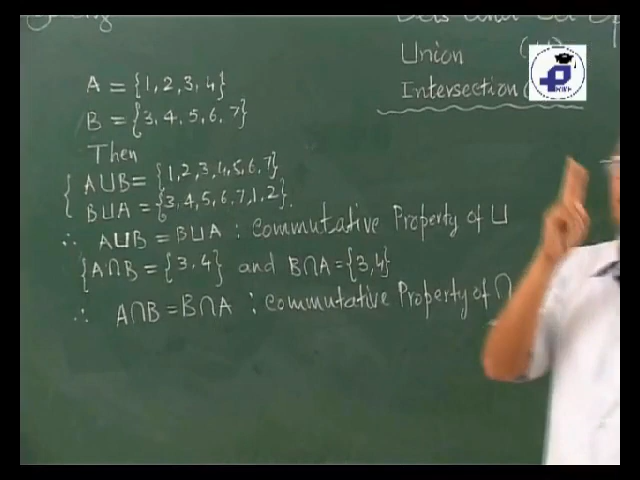 Union
Intersection
A = {1, 2, 3, 4}
B = {3, 4, 5, 6, 7}
Then
A∪B = {1, 2, 3, 4, 5, 6, 7}
B∪A = {3, 4, 5, 6, 7, 1, 2}.
∴ A∪B = B∪A : Commutative Property of ∪
{A∩B = {3, 4} and B∩A = {3, 4}
∴ A∩B = B∩A : Commutative Property of ∩